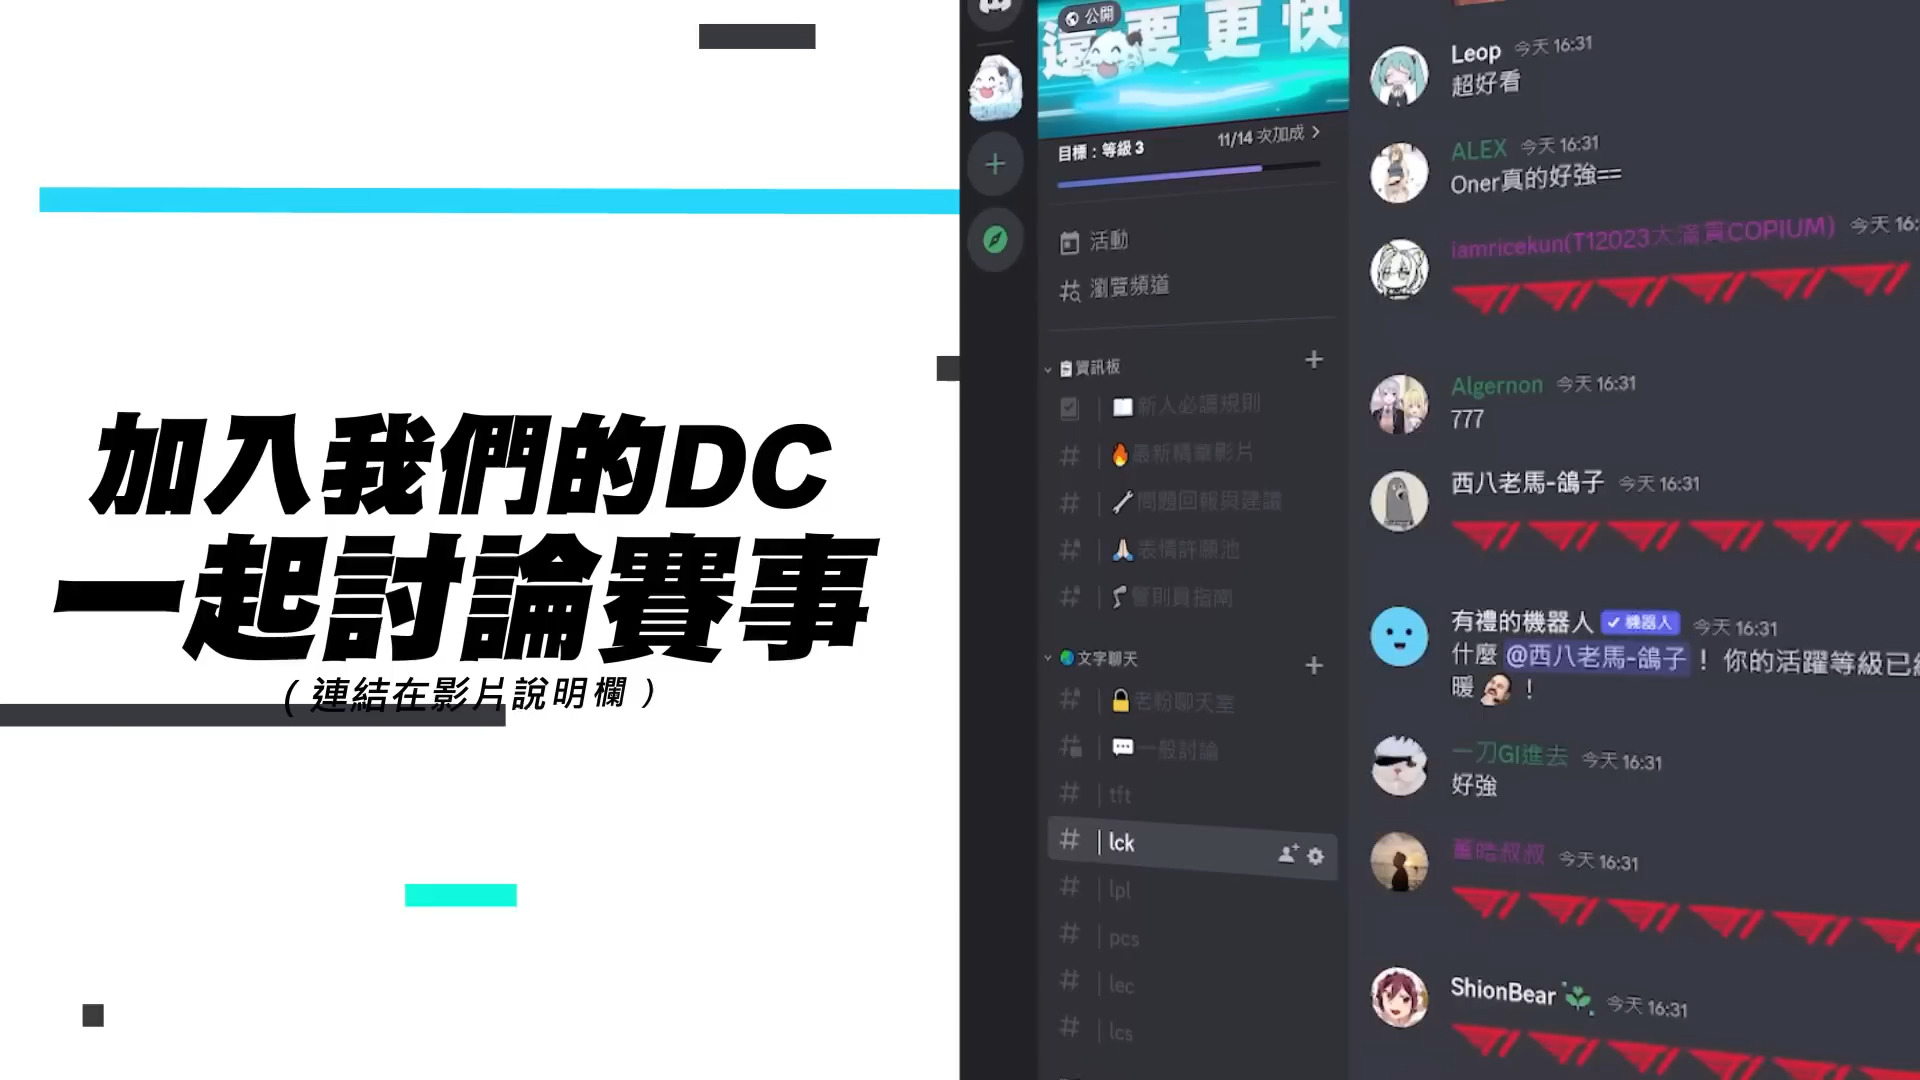 加入我們的DC
一起討論賽事
(連結在影片說明欄)
公開
還要更快
目標：等級 3
11/14 次加成
活動
瀏覽頻道
資訊板
新人必讀規則
最新精華影片
問題回報與建議
表情許願池
管訓員指南
文字聊天
老粉聊天室
一般討論
tft
lck
lpl
pcs
lec
lcs
Leop 今天 16:31
超好看
ALEX 今天 16:31
Oner真的好強==
iamricekun(T12023大滿貫COPIUM) 今天 16:
Algernon 今天 16:31
777
西八老馬-鴿子 今天 16:31
有禮的機器人 機器人 今天 16:31
什麼 @西八老馬-鴿子 ！ 你的活躍等級已
暖 ！
一刀GI進去 今天 16:31
好強
今天 16:31
ShionBear 今天 16:31